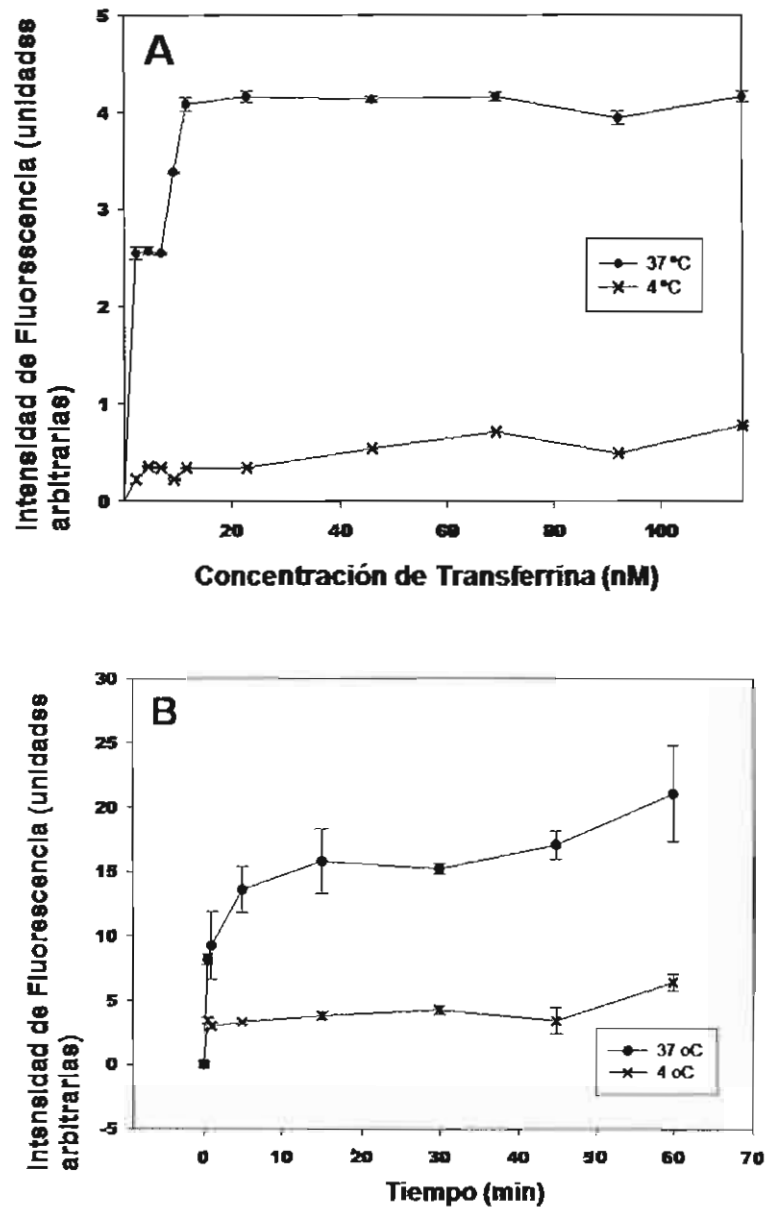 A
Intensidad de Fluorescencia (unidadss
arbitrarias)
5
4
3
2
1
0
37 °C
4 °C
20
40
60
80
100
Concentración de Transferrina (nM)
B
Intensidad de Fluorescencia (unidadss
arbitrarias)
30
25
20
15
10
5
0
-5
37 oC
4 oC
0
10
20
30
40
50
60
70
Tiempo (min)